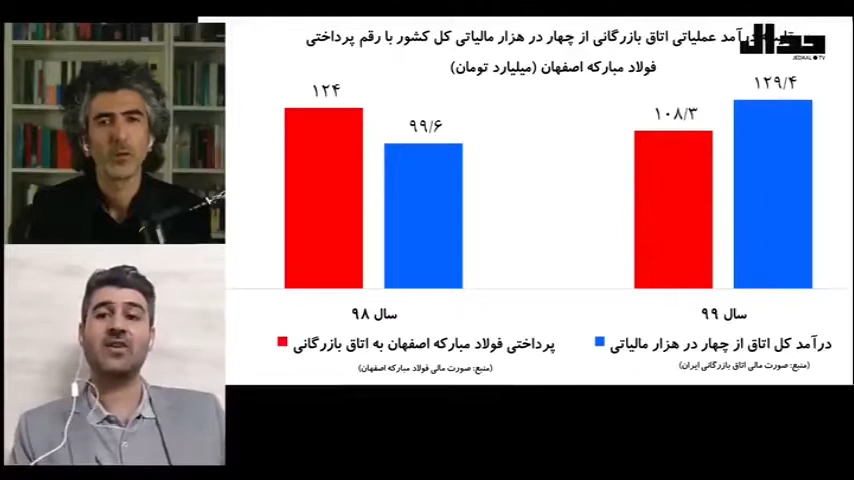 درآمد عملیاتی اتاق بازرگانی از چهار در هزار مالیاتی کل کشور با رقم پرداختی
فولاد مبارکه اصفهان (میلیارد تومان)
جدال
JEDAAL TV
۱۲۴
۹۹/۶
۱۰۸/۳
۱۲۹/۴
سال ۹۸
سال ۹۹
پرداختی فولاد مبارکه اصفهان به اتاق بازرگانی
درآمد کل اتاق از چهار در هزار مالیاتی
(منبع: صورت مالی فولاد مبارکه اصفهان)
(منبع: صورت مالی اتاق بازرگانی ایران)